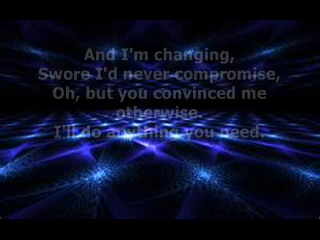 And I'm changing,
Swore I'd never compromise,
Oh, but you convinced me
otherwise.
I'll do anything you need.